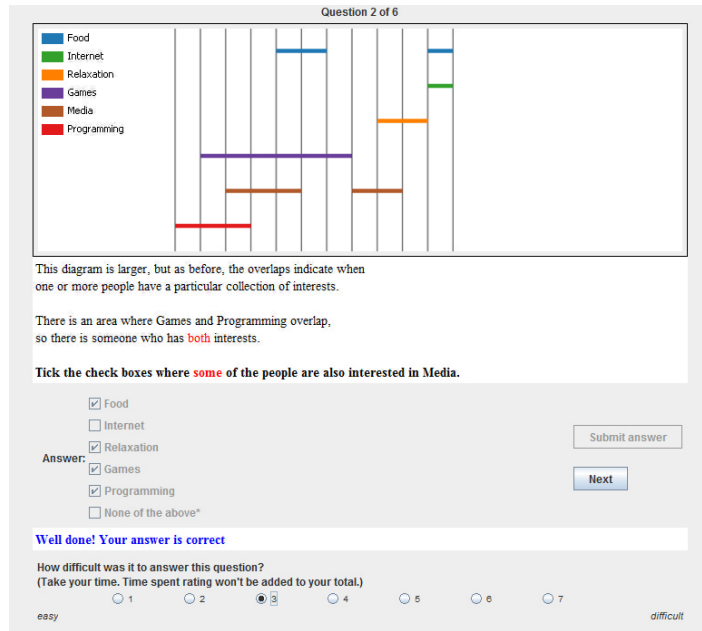 Question 2 of 6
Food
Internet
Relaxation
Games
Media
Programming
This diagram is larger, but as before, the overlaps indicate when
one or more people have a particular collection of interests.
There is an area where Games and Programming overlap,
so there is someone who has both interests.
Tick the check boxes where some of the people are also interested in Media.
Answer:
Food
Internet
Relaxation
Games
Programming
None of the above*
Submit answer
Next
Well done! Your answer is correct
How difficult was it to answer this question?
(Take your time. Time spent rating won't be added to your total.)
1 2 3 4 5 6 7
easy difficult